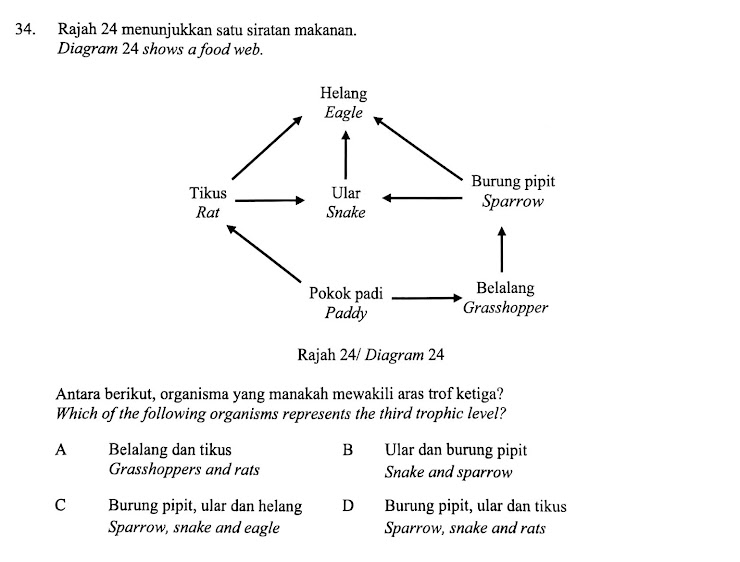 34. Rajah 24 menunjukkan satu siratan makanan.
Diagram 24 shows a food web.
Helang
Eagle
Tikus
Rat
Ular
Snake
Burung pipit
Sparrow
Pokok padi
Paddy
Belalang
Grasshopper
Rajah 24/ Diagram 24
Antara berikut, organisma yang manakah mewakili aras trof ketiga?
Which of the following organisms represents the third trophic level?
A Belalang dan tikus
Grasshoppers and rats
B Ular dan burung pipit
Snake and sparrow
C Burung pipit, ular dan helang
Sparrow, snake and eagle
D Burung pipit, ular dan tikus
Sparrow, snake and rats